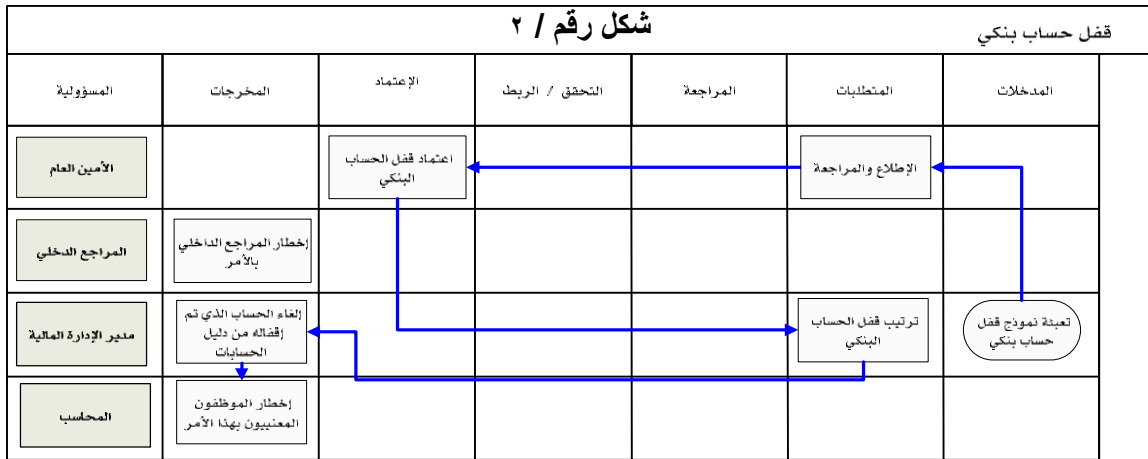 شكل رقم / ٢
قفل حساب بنكي
المدخلات
المتطلبات
المراجعة
التحقق / الربط
الإعتماد
المخرجات
المسؤولية
الإطلاع والمراجعة
اعتماد قفل الحساب
البنكي
الأمين العام
إخطار المراجع الداخلي
بالأمر
المراجع الدخلي
تعبئة نموذج قفل
حساب بنكي
ترتيب قفل الحساب
البنكي
إلغاء الحساب الذي تم
إقفاله من دليل
الحسابات
مدير الإدارة المالية
إخطار الموظفون
المعنييون بهذا الأمر
المحاسب